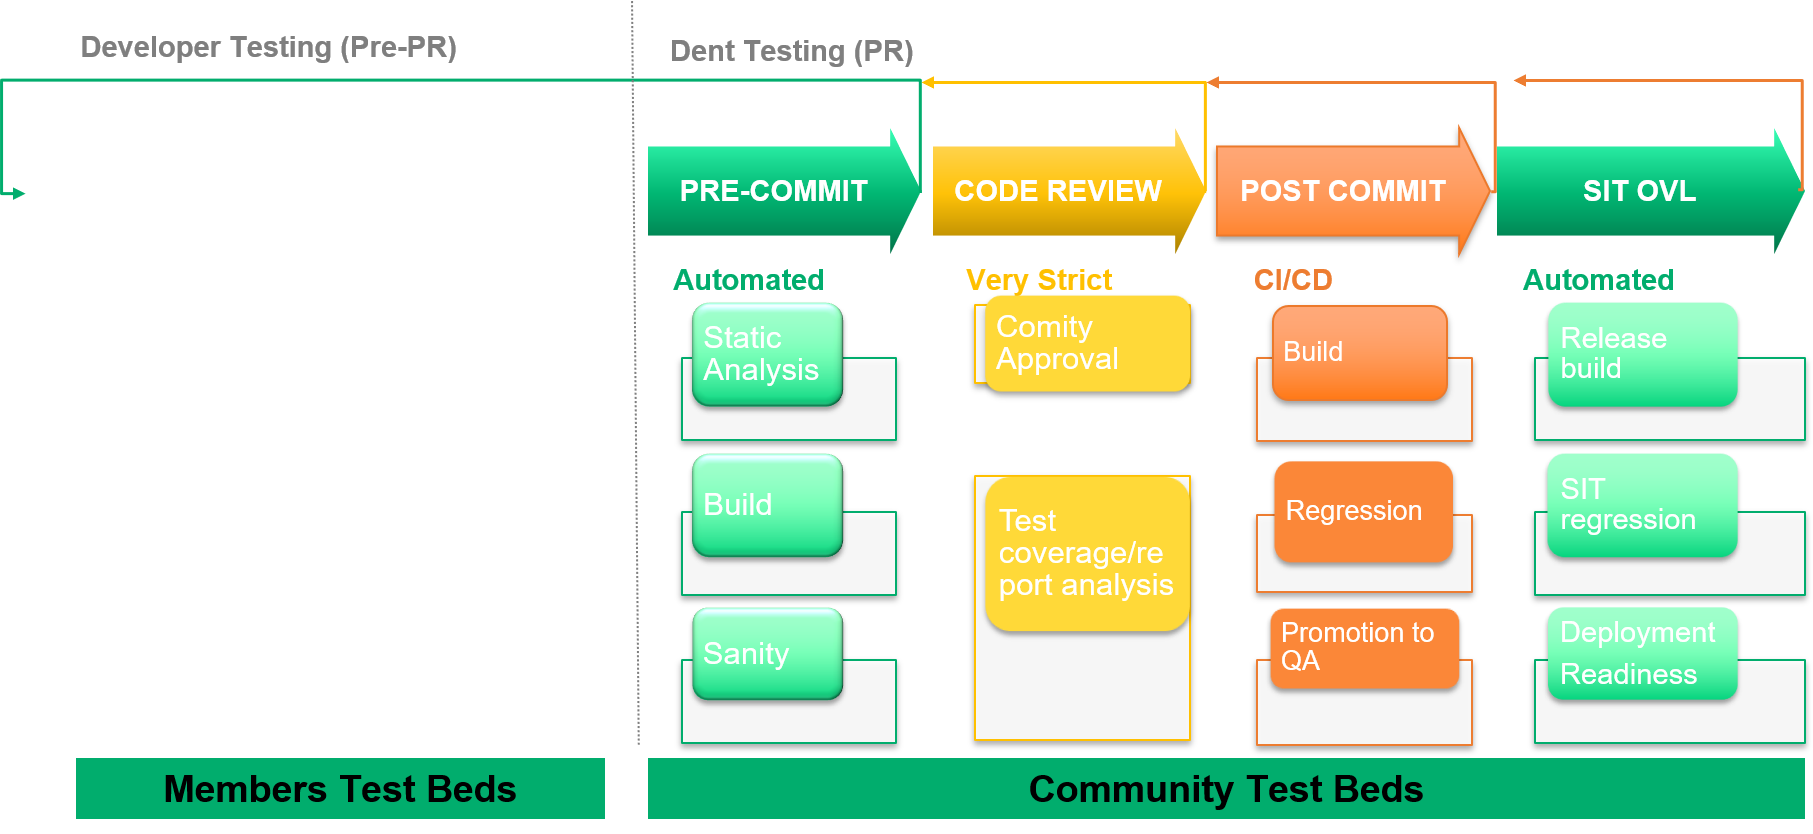 Developer Testing (Pre-PR)
Dent Testing (PR)
PRE-COMMIT
CODE REVIEW
POST COMMIT
SIT OVL
Automated
Very Strict
CI/CD
Automated
Static
Analysis
Build
Sanity
Comity
Approval
Test
coverage/re
port analysis
Build
Regression
Promotion to
QA
Release
build
SIT
regression
Deployment
Readiness
Members Test Beds
Community Test Beds